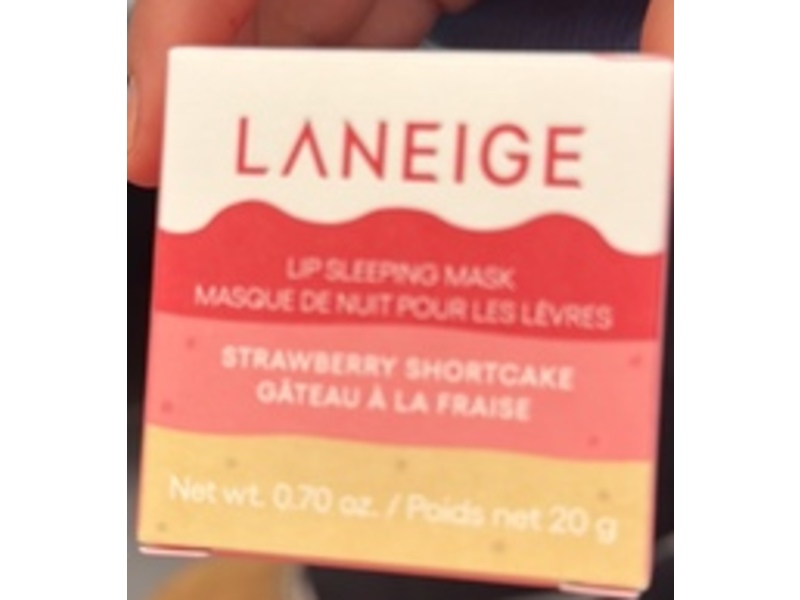 LANEIGE
LIP SLEEPING MASK
MASQUE DE NUIT POUR LES LÈVRES
STRAWBERRY SHORTCAKE
GÂTEAU À LA FRAISE
Net wt. 0.70 oz. / Poids net 20 g